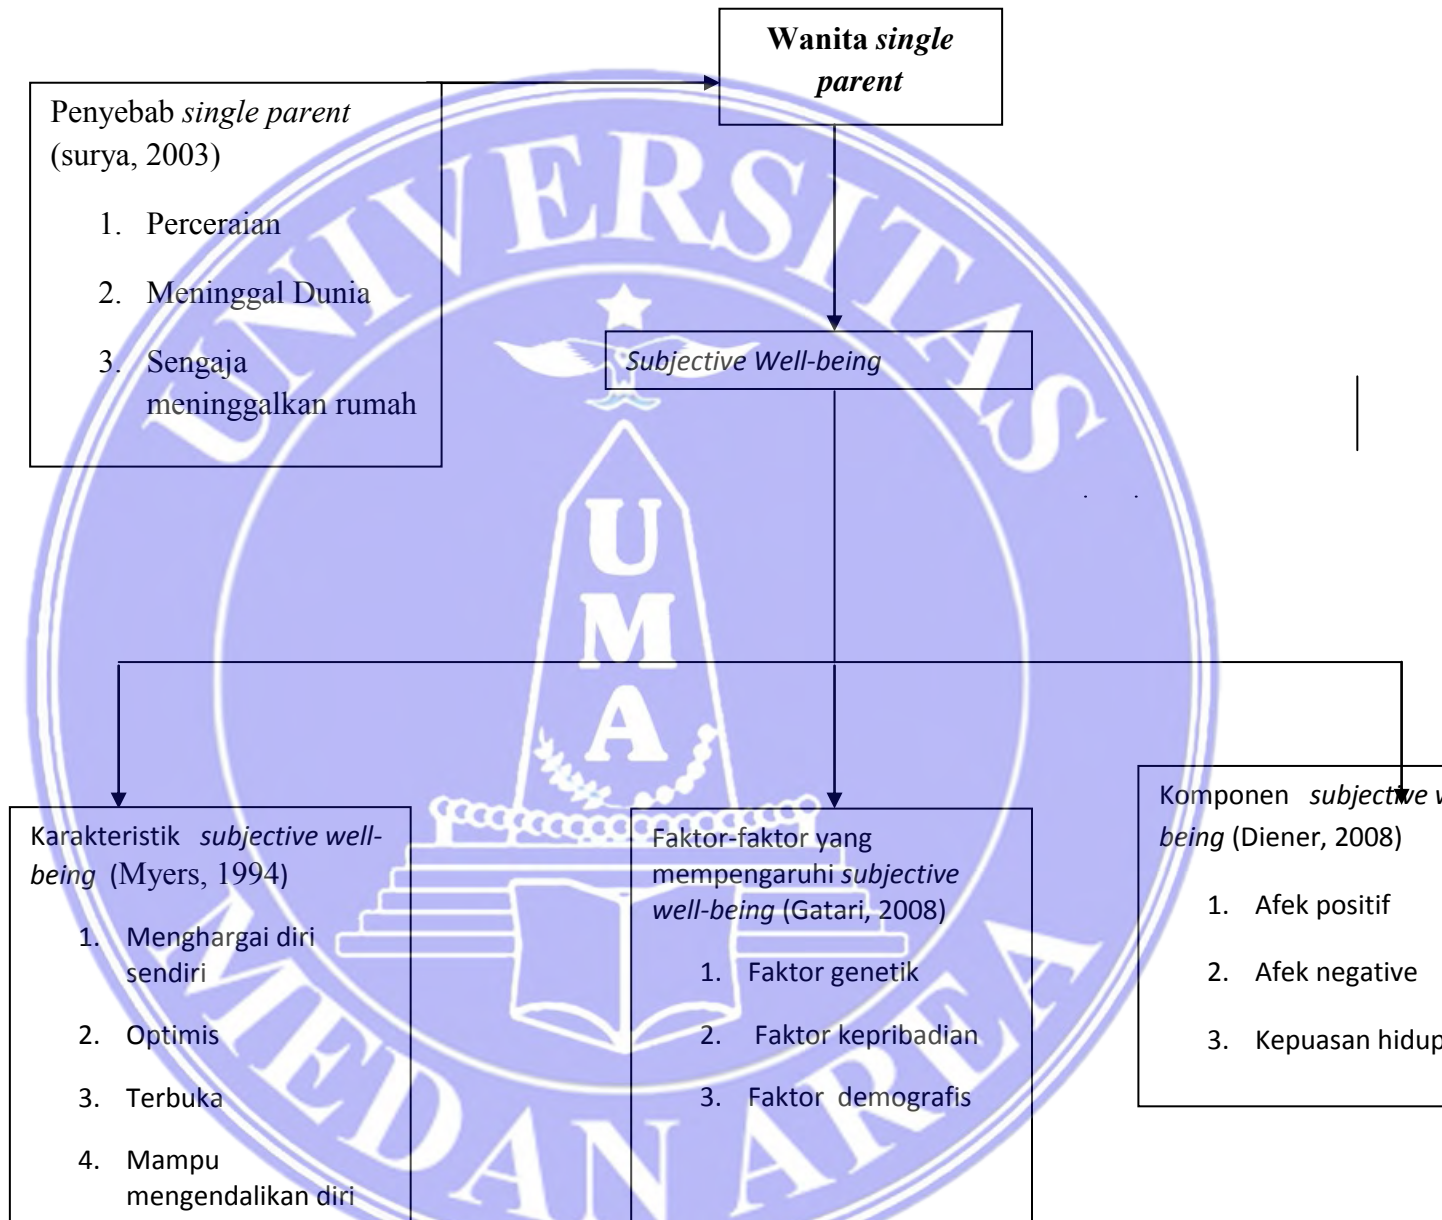 Wanita single
parent
Penyebab single parent
(surya, 2003)
1. Perceraian
2. Meninggal Dunia
3. Sengaja
meninggalkan rumah
Subjective Well-being
Karakteristik subjective well-
being (Myers, 1994)
1. Menghargai diri
sendiri
2. Optimis
3. Terbuka
4. Mampu
mengendalikan diri
Faktor-faktor yang
mempengaruhi subjective
well-being (Gatari, 2008)
1. Faktor genetik
2. Faktor kepribadian
3. Faktor demografis
Komponen subjective
being (Diener, 2008)
1. Afek positif
2. Afek negative
3. Kepuasan hidup
UNIVERSITAS
UMA
MEDAN AREA